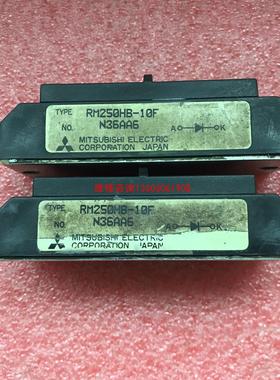 TYPE RM250HB-10F
NO. N36AA6
A K
MITSUBISHI ELECTRIC
CORPORATION JAPAN
TYPE RM250HB-10F
NO. N36AA6
A K
MITSUBISHI ELECTRIC
CORPORATION JAPAN